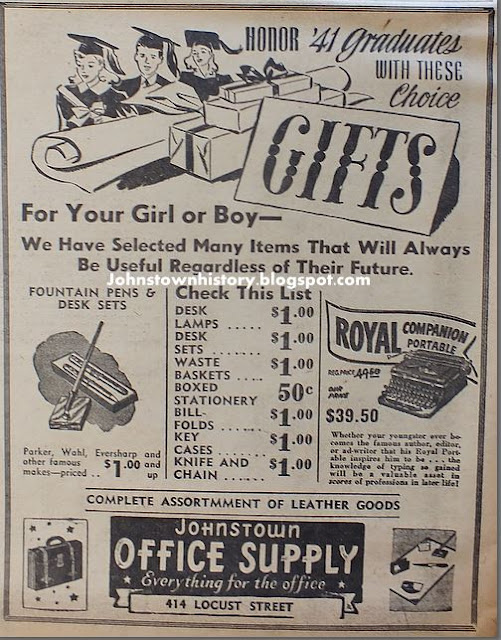 HONOR '41 Graduates
WITH THESE
Choice
GIFTS
For Your Girl or Boy—
We Have Selected Many Items That Will Always
Be Useful Regardless of Their Future.
Johnstownhistory.blogspot.com
FOUNTAIN PENS &
DESK SETS
Parker, Wahl, Eversharp and
other famous
makes—priced . . $1.00 and up
Check This List
DESK
LAMPS ..... $1.00
DESK
SETS ....... $1.00
WASTE
BASKETS ..... $1.00
BOXED
STATIONERY 50c
BILL-
FOLDS ..... $1.00
KEY
CASES ...... $1.00
KNIFE AND
CHAIN ..... $1.00
ROYAL COMPANION
PORTABLE
REG. PRICE 44.50
OUR
PRICE
$39.50
Whether your youngster ever be-
comes the famous author, editor,
or ad-writer that his Royal Port-
able inspires him to be . . . the
knowledge of typing so gained
will be a valuable asset in
scores of professions in later life!
COMPLETE ASSORTMMENT OF LEATHER GOODS
JOHNSTOWN
OFFICE SUPPLY
Everything for the office
414 LOCUST STREET